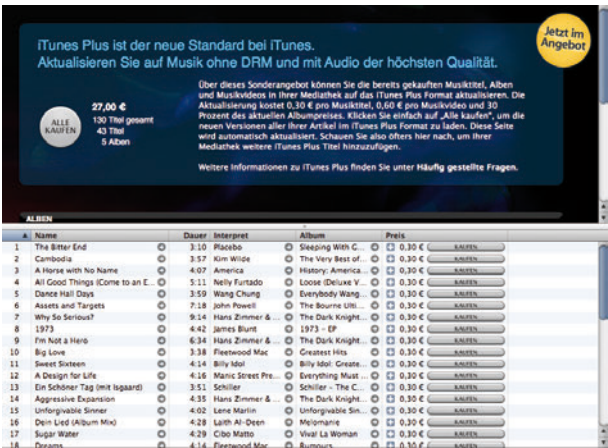 Jetzt im
Angebot
iTunes Plus ist der neue Standard bei iTunes.
Aktualisieren Sie auf Musik ohne DRM und mit Audio der höchsten Qualität.
ALLE
KAUFEN
27,00 €
130 Titel gesamt
43 Titel
5 Alben
Über dieses Sonderangebot können Sie die bereits gekauften Musiktitel, Alben
und Musikvideos in Ihrer Mediathek auf das iTunes Plus Format aktualisieren. Die
Aktualisierung kostet 0,30 € pro Musiktitel, 0,60 € pro Musikvideo und 30
Prozent des aktuellen Albumpreises. Klicken Sie einfach auf „Alle kaufen“, um die
neuen Versionen aller Ihrer Artikel im iTunes Plus Format zu laden. Diese Seite
wird automatisch aktualisiert. Schauen Sie also öfters hier nach, um Ihrer
Mediathek weitere iTunes Plus Titel hinzuzufügen.
Weitere Informationen zu iTunes Plus finden Sie unter Häufig gestellte Fragen.
ALBEN
Name Dauer Interpret Album Preis
1 The Bitter End 3:10 Placebo Sleeping With G... 0,30 € KAUFEN
2 Cambodia 3:57 Kim Wilde The Very Best of... 0,30 € KAUFEN
3 A Horse with No Name 4:07 America History: America... 0,30 € KAUFEN
4 All Good Things (Come to an E... 5:11 Nelly Furtado Loose (Deluxe V... 0,30 € KAUFEN
5 Dance Hall Days 3:59 Wang Chung Everybody Wang... 0,30 € KAUFEN
6 Assets and Targets 7:18 John Powell The Bourne Ulti... 0,30 € KAUFEN
7 Why So Serious? 9:14 Hans Zimmer & ... The Dark Knight... 0,30 € KAUFEN
8 1973 4:42 James Blunt 1973 – EP 0,30 € KAUFEN
9 I'm Not a Hero 6:34 Hans Zimmer & ... The Dark Knight... 0,30 € KAUFEN
10 Big Love 3:38 Fleetwood Mac Greatest Hits 0,30 € KAUFEN
11 Sweet Sixteen 4:14 Billy Idol Billy Idol: Greate... 0,30 € KAUFEN
12 A Design for Life 4:16 Manic Street Pre... Everything Must ... 0,30 € KAUFEN
13 Ein Schöner Tag (mit Isgaard) 3:51 Schiller Schiller – The C... 0,30 € KAUFEN
14 Aggressive Expansion 4:35 Hans Zimmer & ... The Dark Knight... 0,30 € KAUFEN
15 Unforgivable Sinner 4:02 Lene Marlin Unforgivable Sin... 0,30 € KAUFEN
16 Dein Lied (Album Mix) 4:28 Laith Al-Deen Melomanie 0,30 € KAUFEN
17 Sugar Water 4:29 Cibo Matto Viva! La Woman 0,30 € KAUFEN
18 Dreams 4:14 Fleetwood Mac Rumours 0,30 € KAUFEN